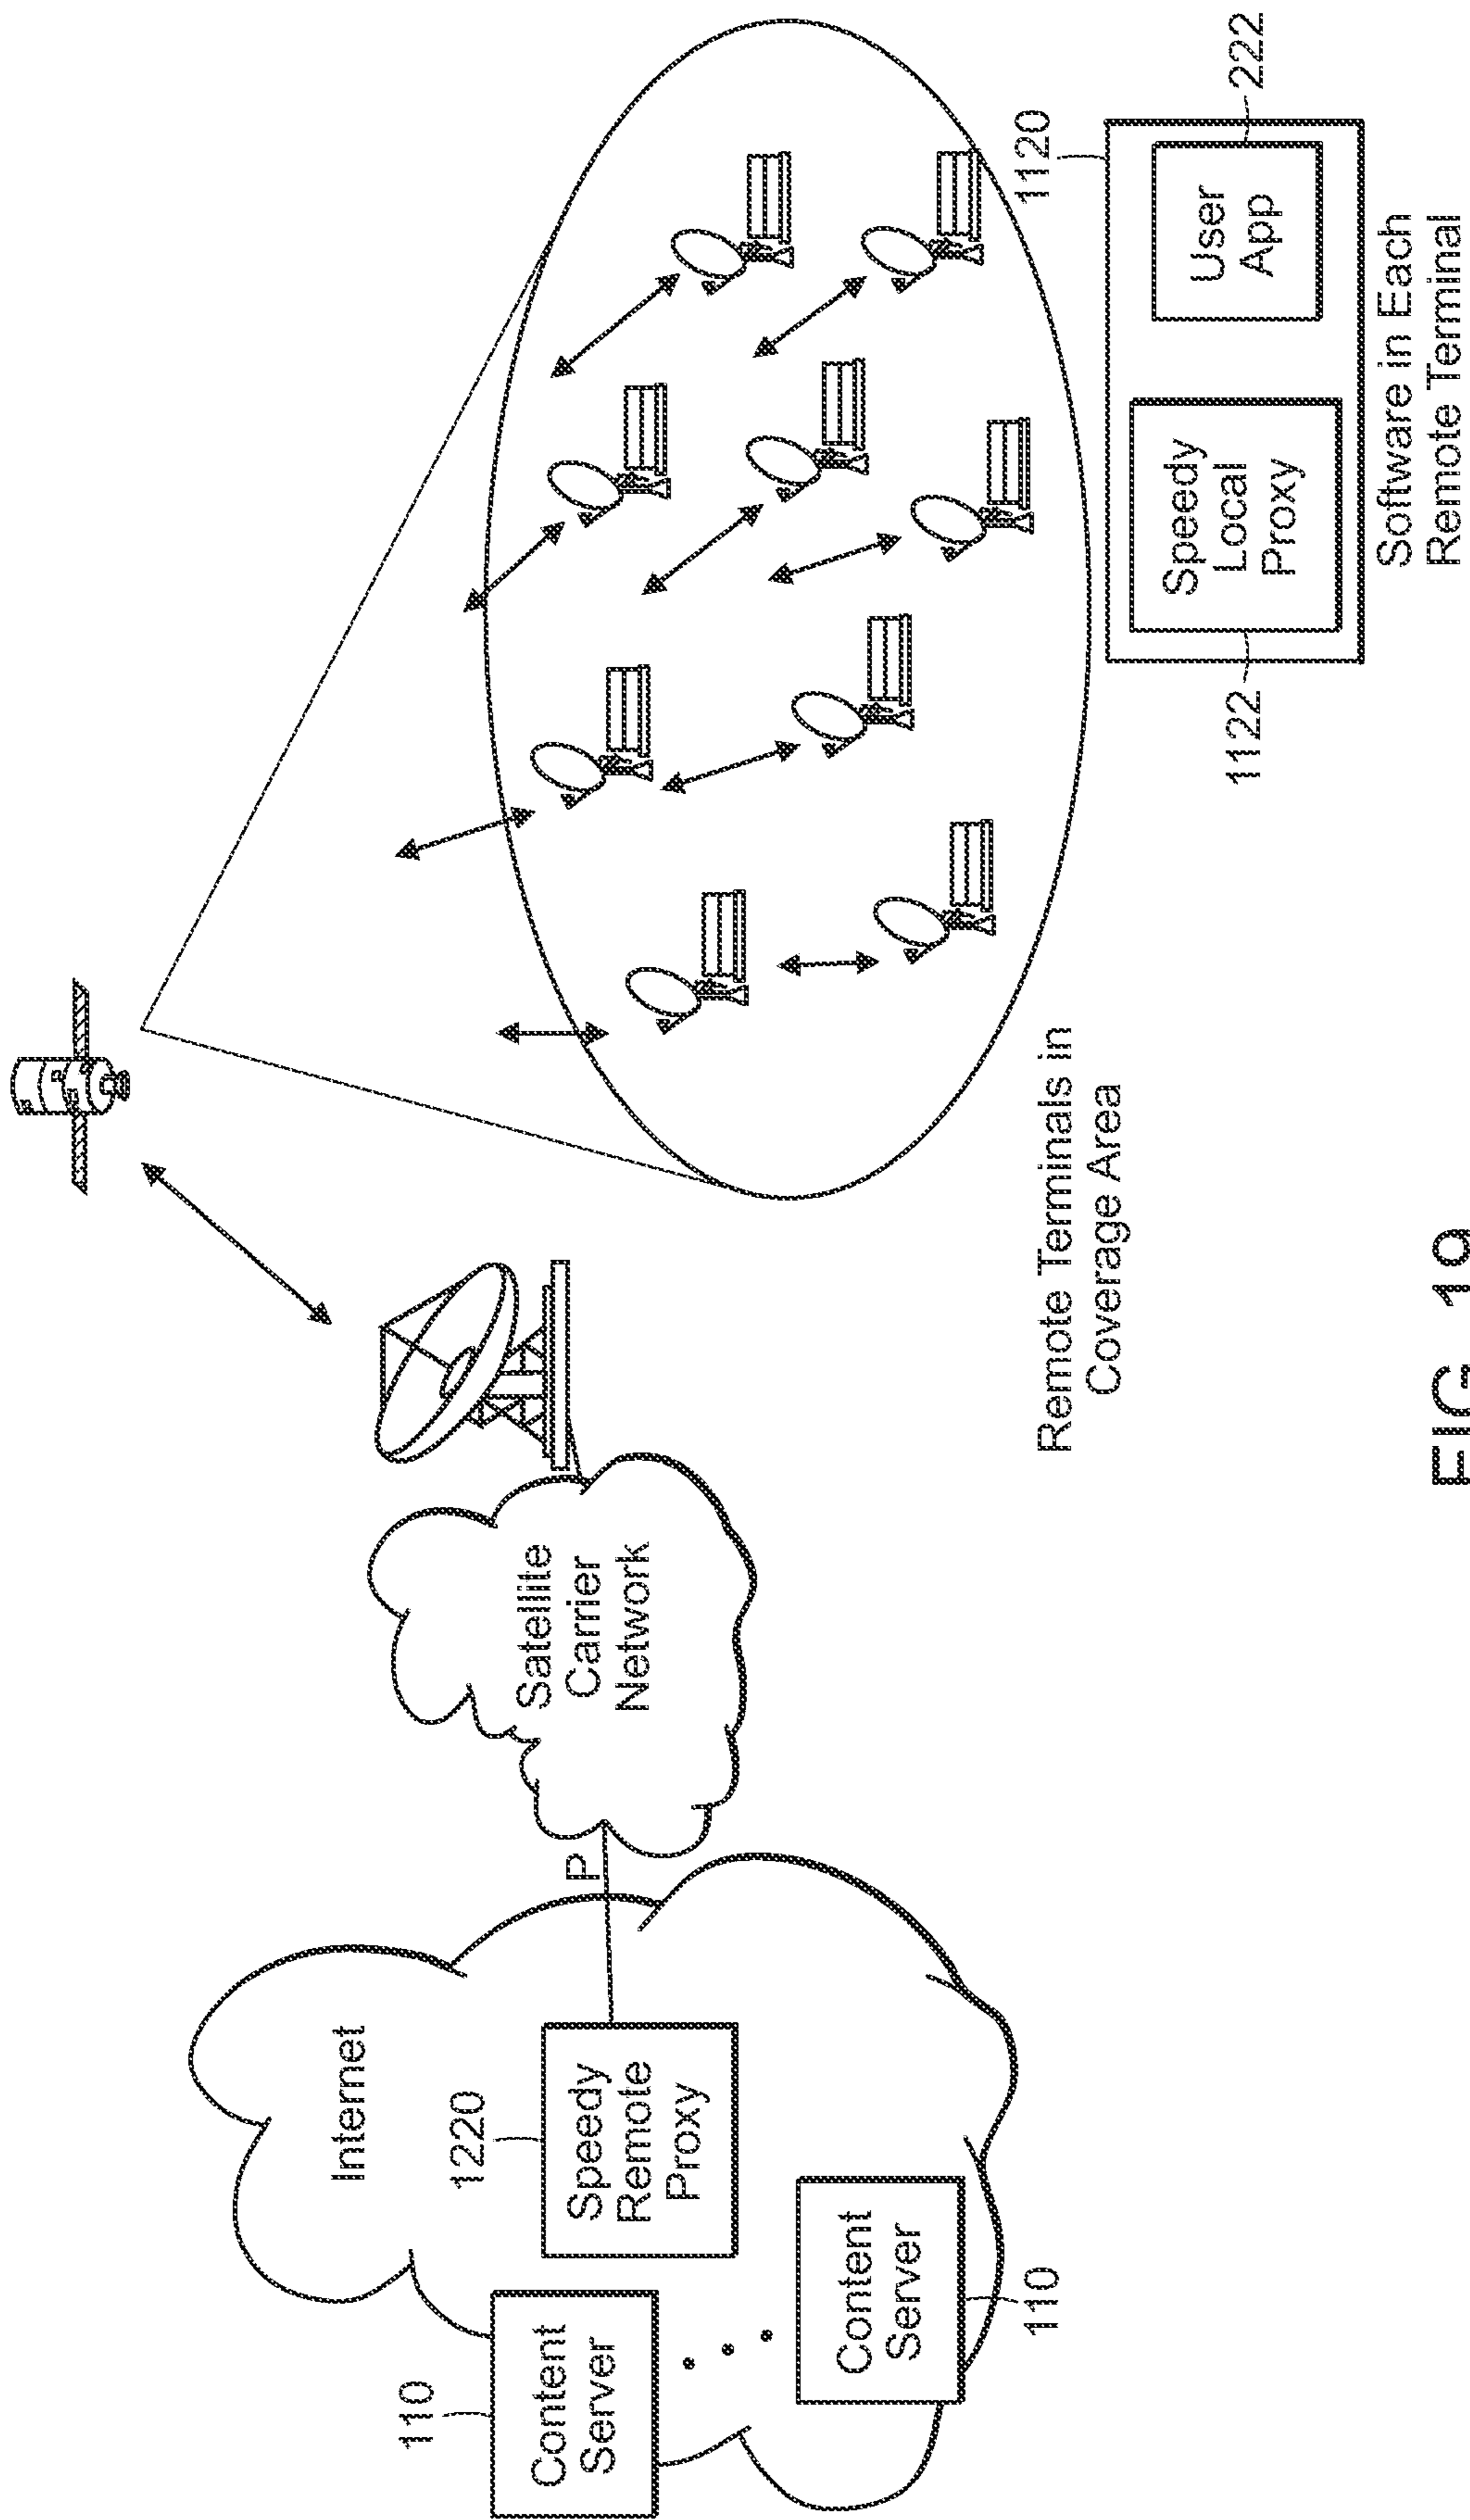 Internet
110
Content
Server
1220
Speedy
Remote
Proxy
Content
Server
110
P
Satellite
Carrier
Network
Remote Terminals in
Coverage Area
1120
Speedy
Local
Proxy
User
App
1122
222
Software in Each
Remote Terminal
FIG. 19